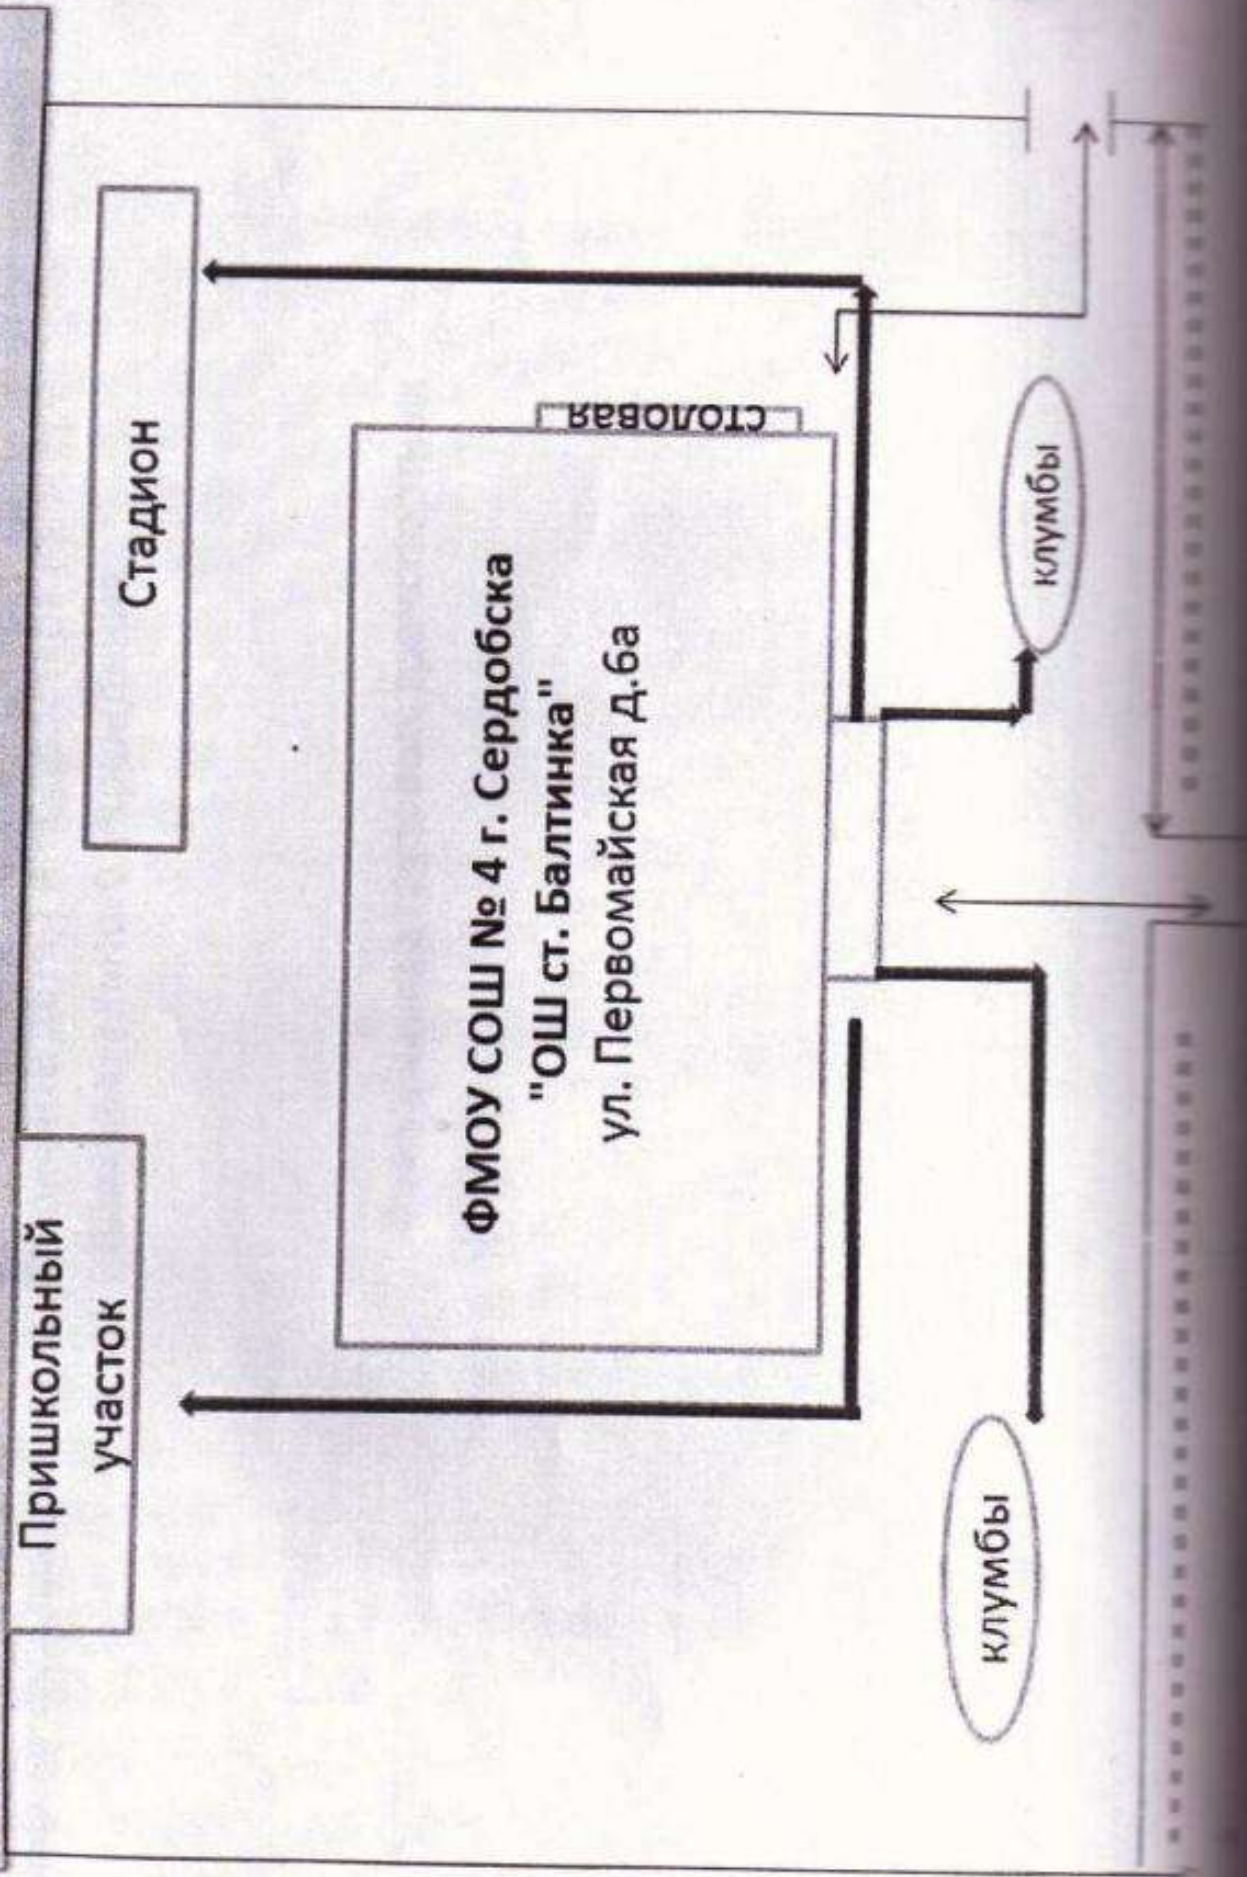 Пришкольный
участок
Стадион
ФМОУ СОШ № 4 г. Сердобска
"ОШ ст. Балтинка"
ул. Первомайская д.6а
столовая
клумбы
клумбы